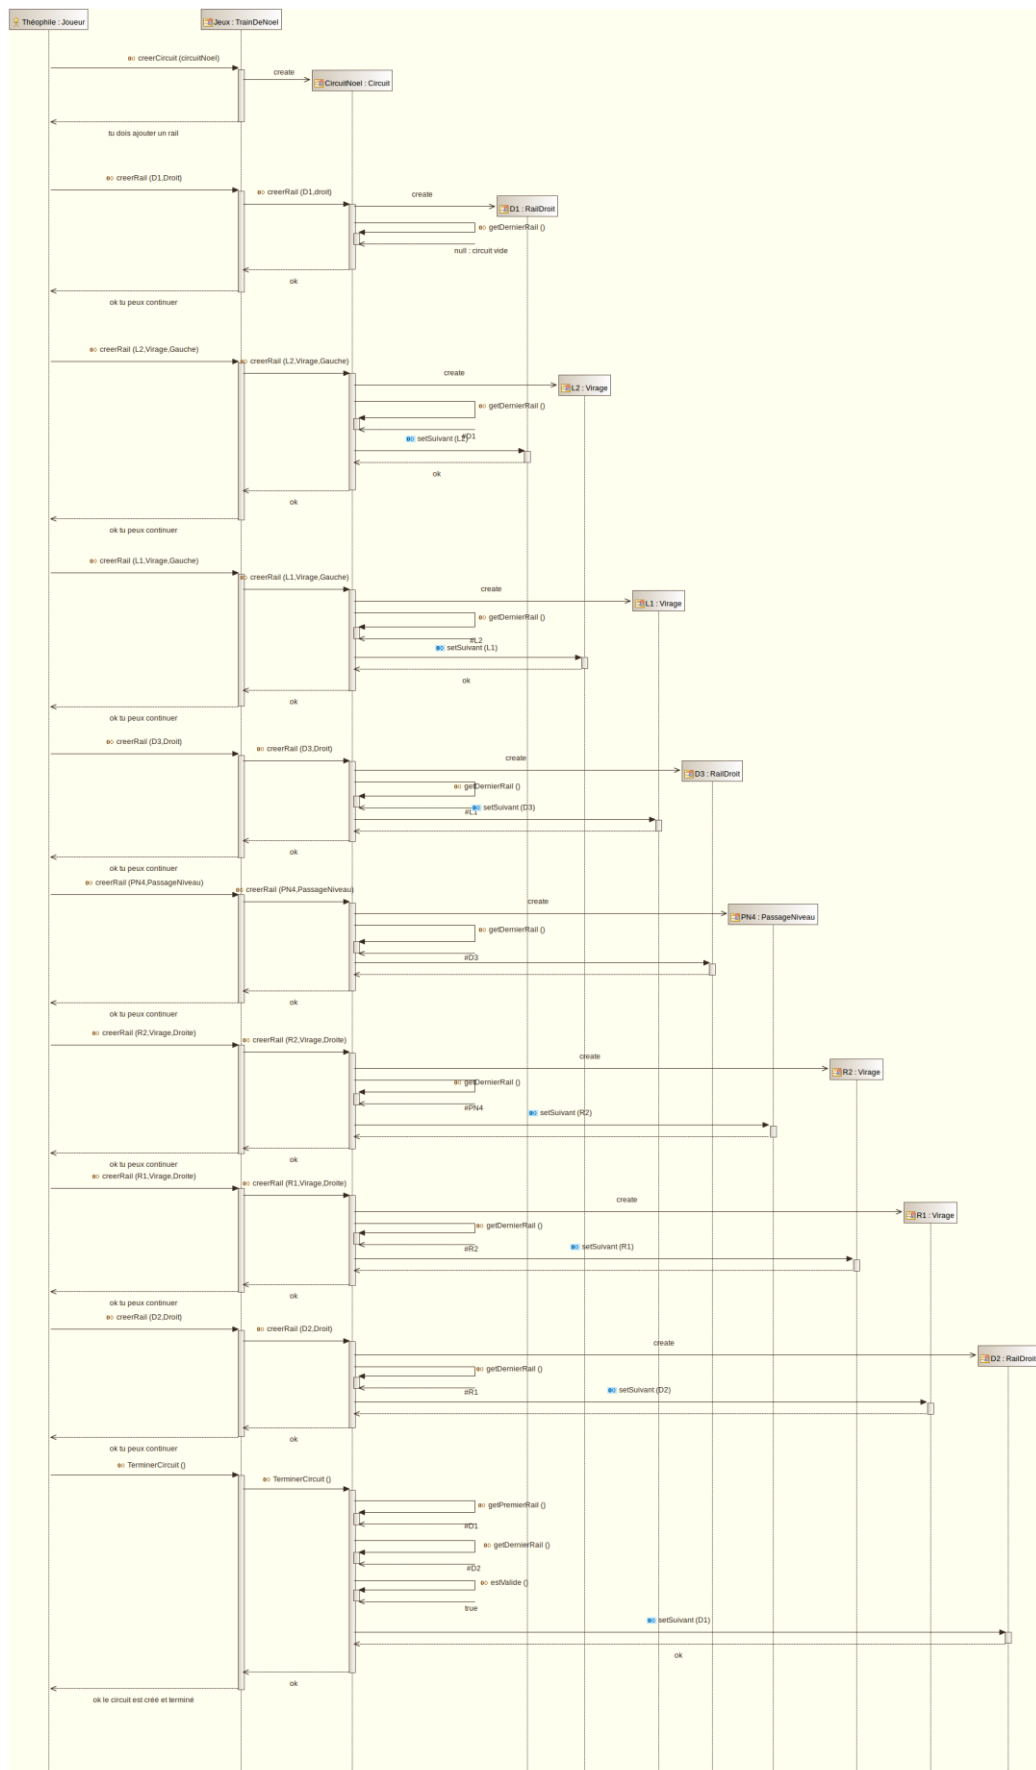 Théophile : Joueur
Jeux : TrainDeNoel
creerCircuit (circuitNoel)
create
CircuitNoel : Circuit
tu dois ajouter un rail
creerRail (D1,Droit)
creerRail (D1,droit)
create
D1 : RailDroit
getDernierRail ()
null : circuit vide
ok
ok tu peux continuer
creerRail (L2,Virage,Gauche)
creerRail (L2,Virage,Gauche)
create
L2 : Virage
getDernierRail ()
#D1
setSuivant (L2)
ok
ok
ok tu peux continuer
creerRail (L1,Virage,Gauche)
creerRail (L1,Virage,Gauche)
create
L1 : Virage
getDernierRail ()
#L2
setSuivant (L1)
ok
ok
ok tu peux continuer
creerRail (D3,Droit)
creerRail (D3,Droit)
create
D3 : RailDroit
getDernierRail ()
setSuivant (D3)
#L1
ok
ok tu peux continuer
creerRail (PN4,PassageNiveau)
creerRail (PN4,PassageNiveau)
create
PN4 : PassageNiveau
getDernierRail ()
#D3
ok
ok tu peux continuer
creerRail (R2,Virage,Droite)
creerRail (R2,Virage,Droite)
create
R2 : Virage
getDernierRail ()
#PN4
setSuivant (R2)
ok
ok tu peux continuer
creerRail (R1,Virage,Droite)
creerRail (R1,Virage,Droite)
create
R1 : Virage
getDernierRail ()
#R2
setSuivant (R1)
ok
ok tu peux continuer
creerRail (D2,Droit)
creerRail (D2,Droit)
create
D2 : RailDroit
getDernierRail ()
#R1
setSuivant (D2)
ok
ok tu peux continuer
TerminerCircuit ()
TerminerCircuit ()
getPremierRail ()
#D1
getDernierRail ()
#D2
estValide ()
true
setSuivant (D1)
ok
ok
ok le circuit est créé et terminé